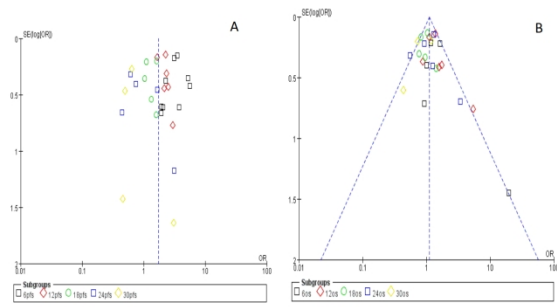 A
SE(log[OR])
0
0.5
1
1.5
2
0.01 0.1 1 10 100
OR
Subgroups
6pfs 12pfs 18pfs 24pfs 30pfs
B
SE(log[OR])
0
0.5
1
1.5
2
0.01 0.1 1 10 100
OR
Subgroups
6os 12os 18os 24os 30os